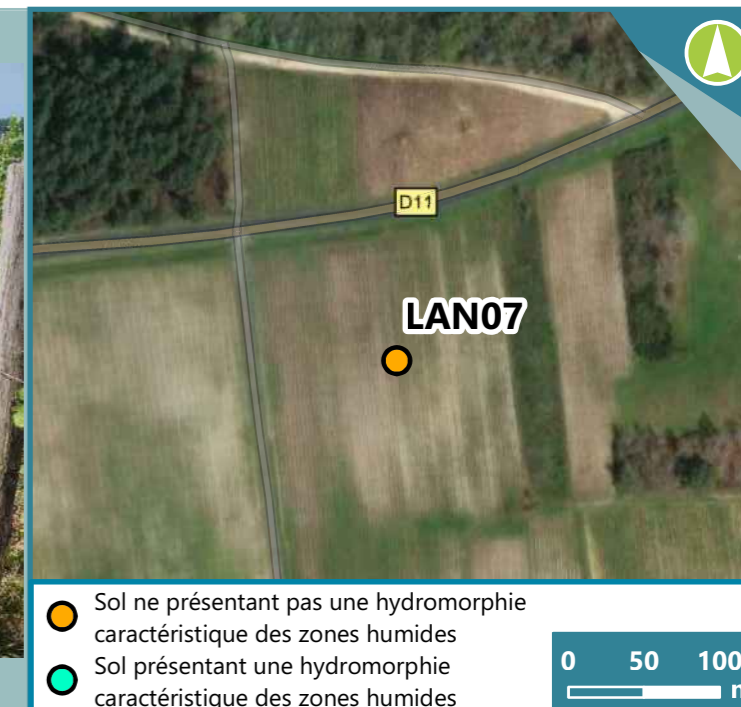 D11
LAN07
Sol ne présentant pas une hydromorphie
caractéristique des zones humides
Sol présentant une hydromorphie
caractéristique des zones humides
0 50 100